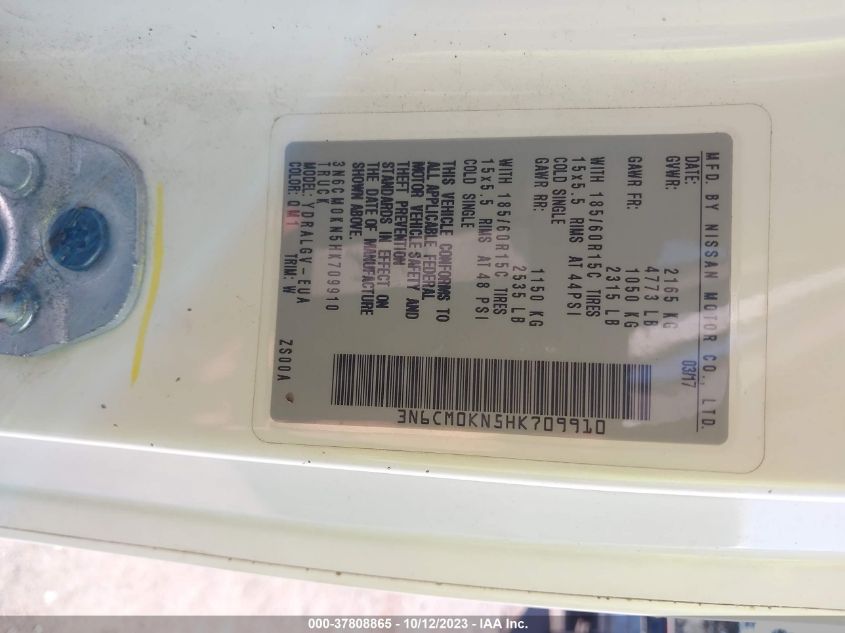 MFD. BY NISSAN MOTOR CO., LTD.
DATE: 03/17
GVWR: 2165 KG
4773 LB
GAWR FR: 1050 KG
2315 LB
WITH 185/60R15C TIRES
15x5.5 RIMS AT 44PSI
COLD SINGLE
GAWR RR: 1150 KG
2535 LB
WITH 185/60R15C TIRES
15x5.5 RIMS AT 48 PSI
COLD SINGLE
THIS VEHICLE CONFORMS TO
ALL APPLICABLE FEDERAL
MOTOR VEHICLE SAFETY AND
THEFT PREVENTION
STANDARDS IN EFFECT ON
THE DATE OF MANUFACTURE
SHOWN ABOVE.
3N6CM0KN5HK709910
TRUCK
MODEL: YDRALGV-EUA
COLOR: QM1 TRIM: W ZS00A
3N6CM0KN5HK709910
000-37808865 - 10/12/2023 - IAA Inc.